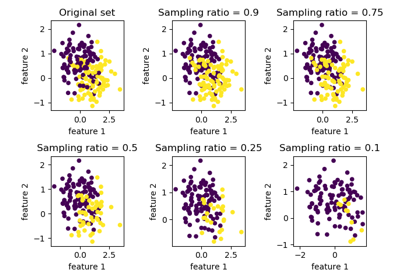 Original set
Sampling ratio = 0.9
Sampling ratio = 0.75
feature 2
2
1
0
−1
0.0
2.5
feature 1
feature 2
2
1
0
−1
0.0
2.5
feature 1
feature 2
2
1
0
−1
0.0
2.5
feature 1
Sampling ratio = 0.5
Sampling ratio = 0.25
Sampling ratio = 0.1
feature 2
2
1
0
−1
0.0
2.5
feature 1
feature 2
2
1
0
0.0
2.5
feature 1
feature 2
2
1
0
−1
−2
0
feature 1